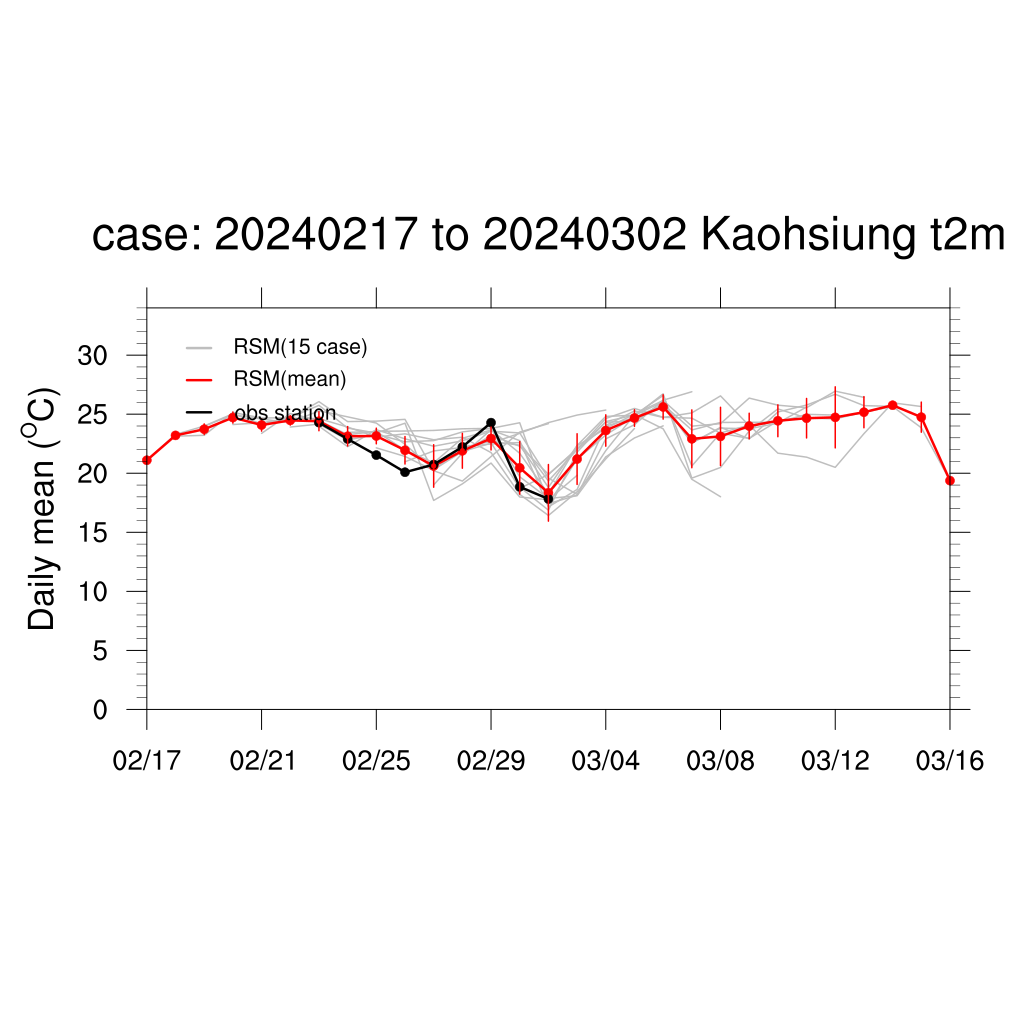 case: 20240217 to 20240302 Kaohsiung t2m
RSM(15 case)
RSM(mean)
obs station
Daily mean (°C)
30
25
20
15
10
5
0
02/17 02/21 02/25 02/29 03/04 03/08 03/12 03/16